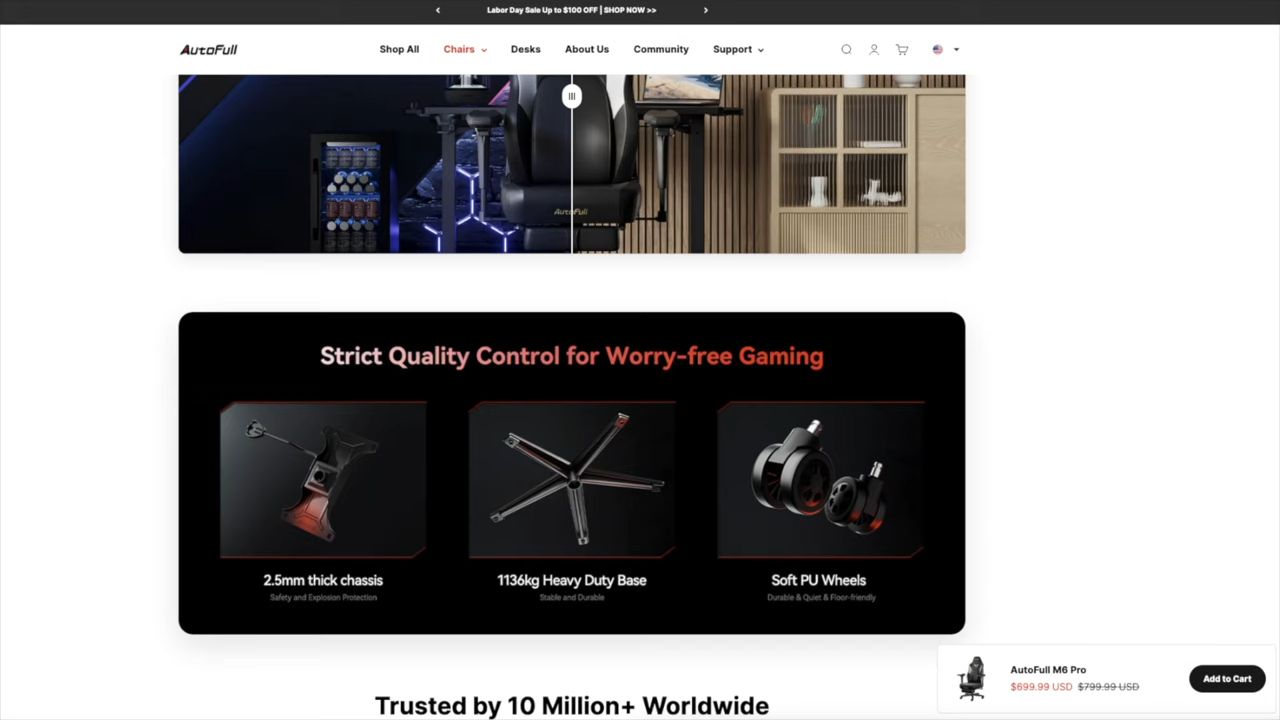 Labor Day Sale Up to $100 OFF | SHOP NOW >>
AutoFull
Shop All
Chairs
Desks
About Us
Community
Support
AutoFull
Strict Quality Control for Worry-free Gaming
2.5mm thick chassis
Safety and Explosion Protection
1136kg Heavy Duty Base
Stable and Durable
Soft PU Wheels
Durable & Quiet & Floor-friendly
AutoFull M6 Pro
$699.99 USD $799.99 USD
Add to Cart
Trusted by 10 Million+ Worldwide